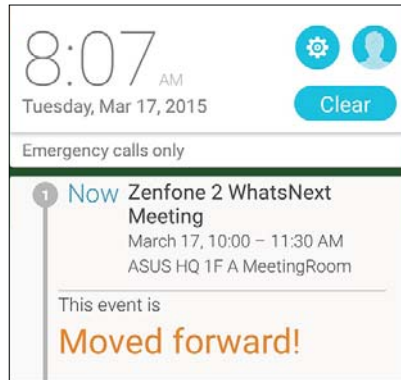 8:07 AM
Tuesday, Mar 17, 2015
Clear
Emergency calls only
1 Now Zenfone 2 WhatsNext
Meeting
March 17, 10:00 – 11:30 AM
ASUS HQ 1F A MeetingRoom
This event is
Moved forward!